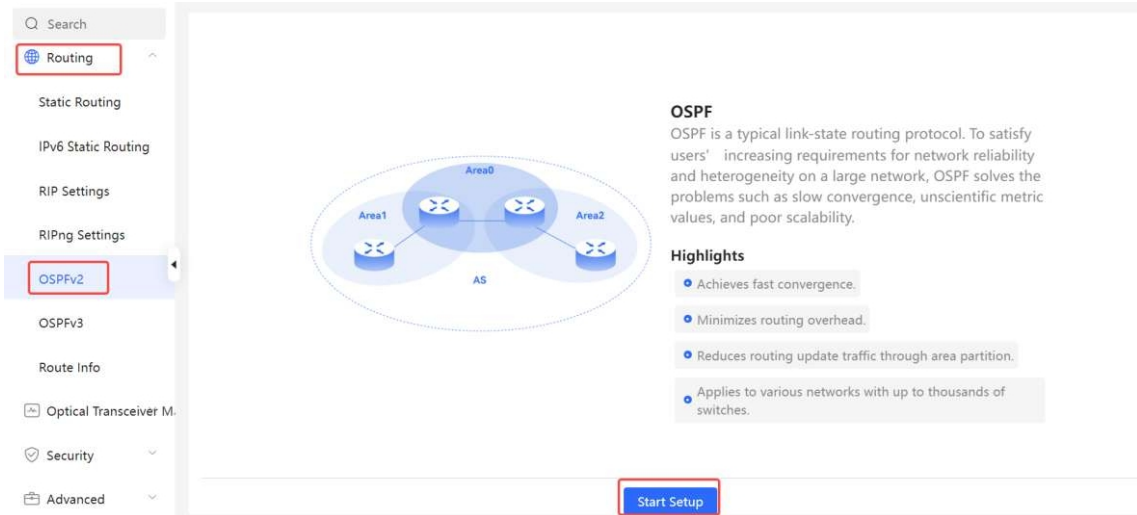 Search
Routing
Static Routing
IPv6 Static Routing
RIP Settings
RIPng Settings
OSPFv2
OSPFv3
Route Info
Optical Transceiver M
Security
Advanced
Area0
Area1
Area2
AS
OSPF
OSPF is a typical link-state routing protocol. To satisfy
users’ increasing requirements for network reliability
and heterogeneity on a large network, OSPF solves the
problems such as slow convergence, unscientific metric
values, and poor scalability.
Highlights
Achieves fast convergence.
Minimizes routing overhead.
Reduces routing update traffic through area partition.
Applies to various networks with up to thousands of
switches.
Start Setup